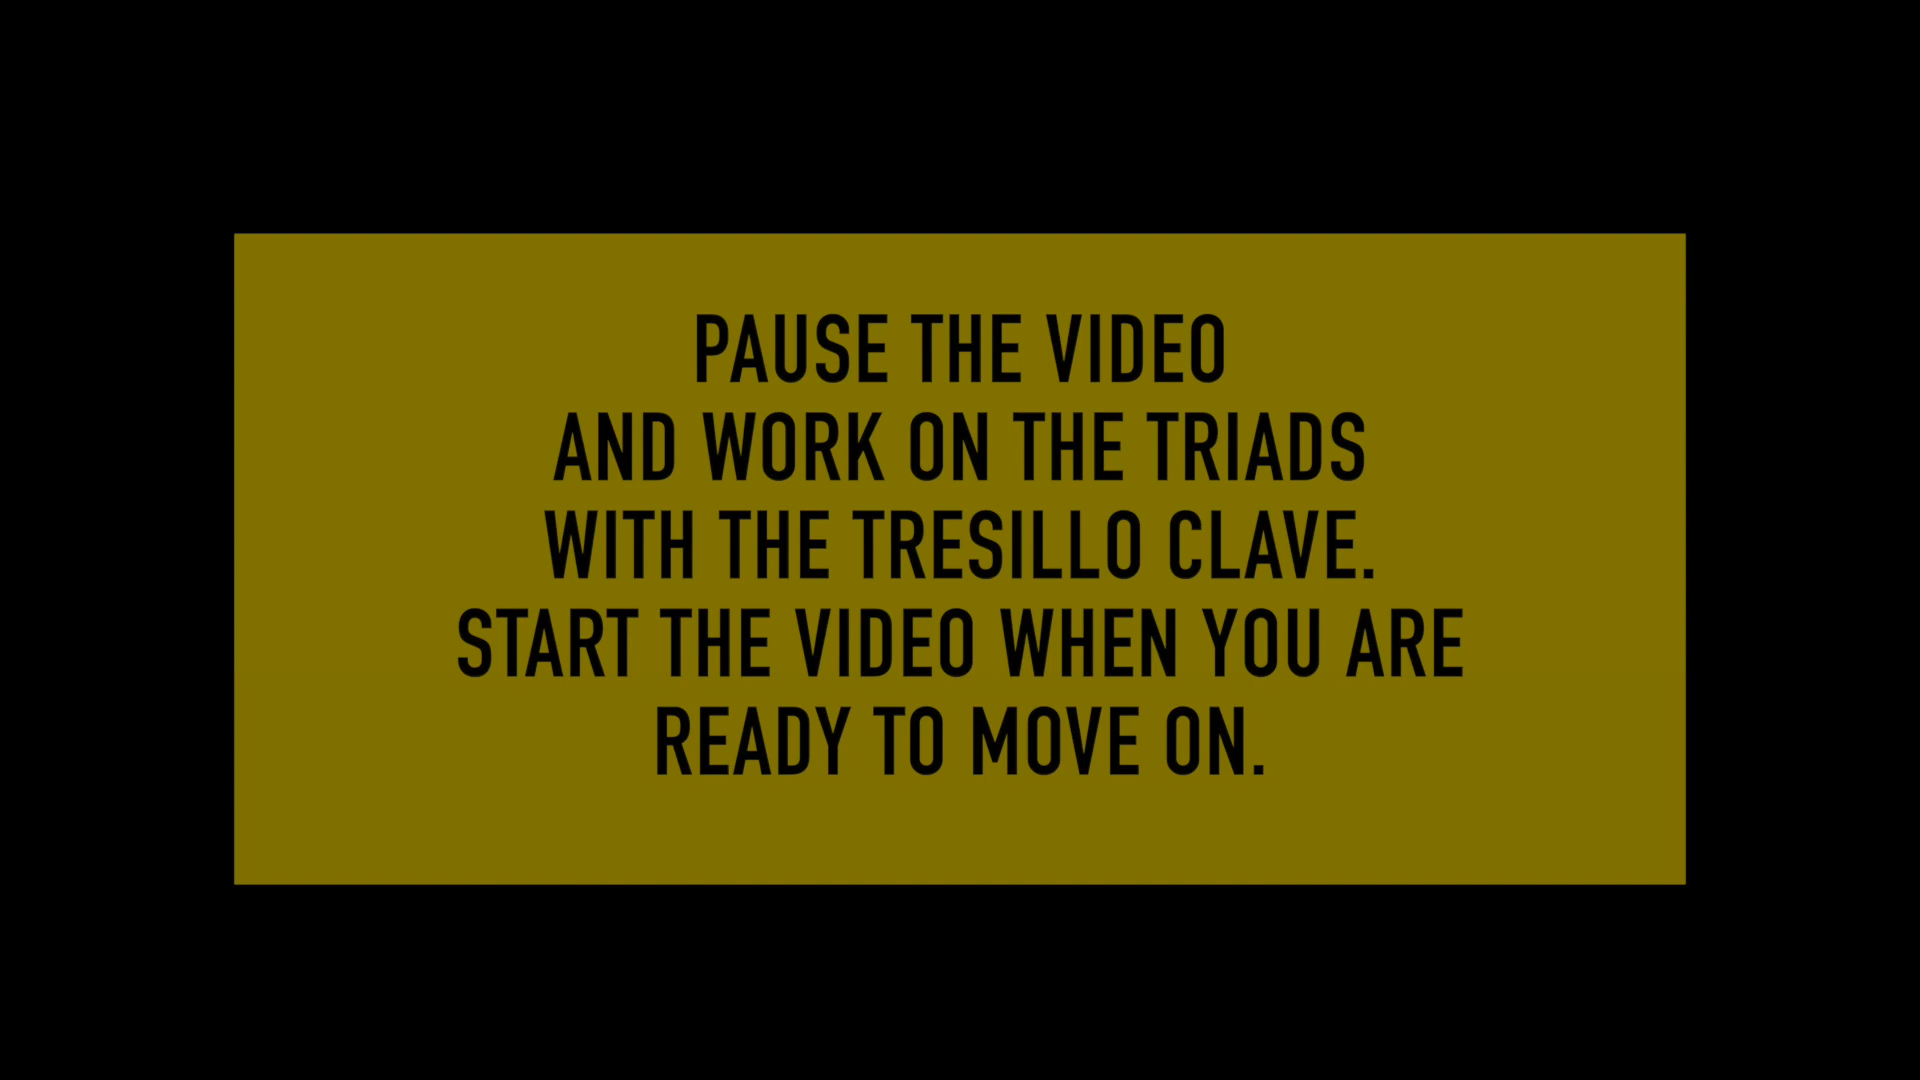 PAUSE THE VIDEO
AND WORK ON THE TRIADS
WITH THE TRESILLO CLAVE.
START THE VIDEO WHEN YOU ARE
READY TO MOVE ON.